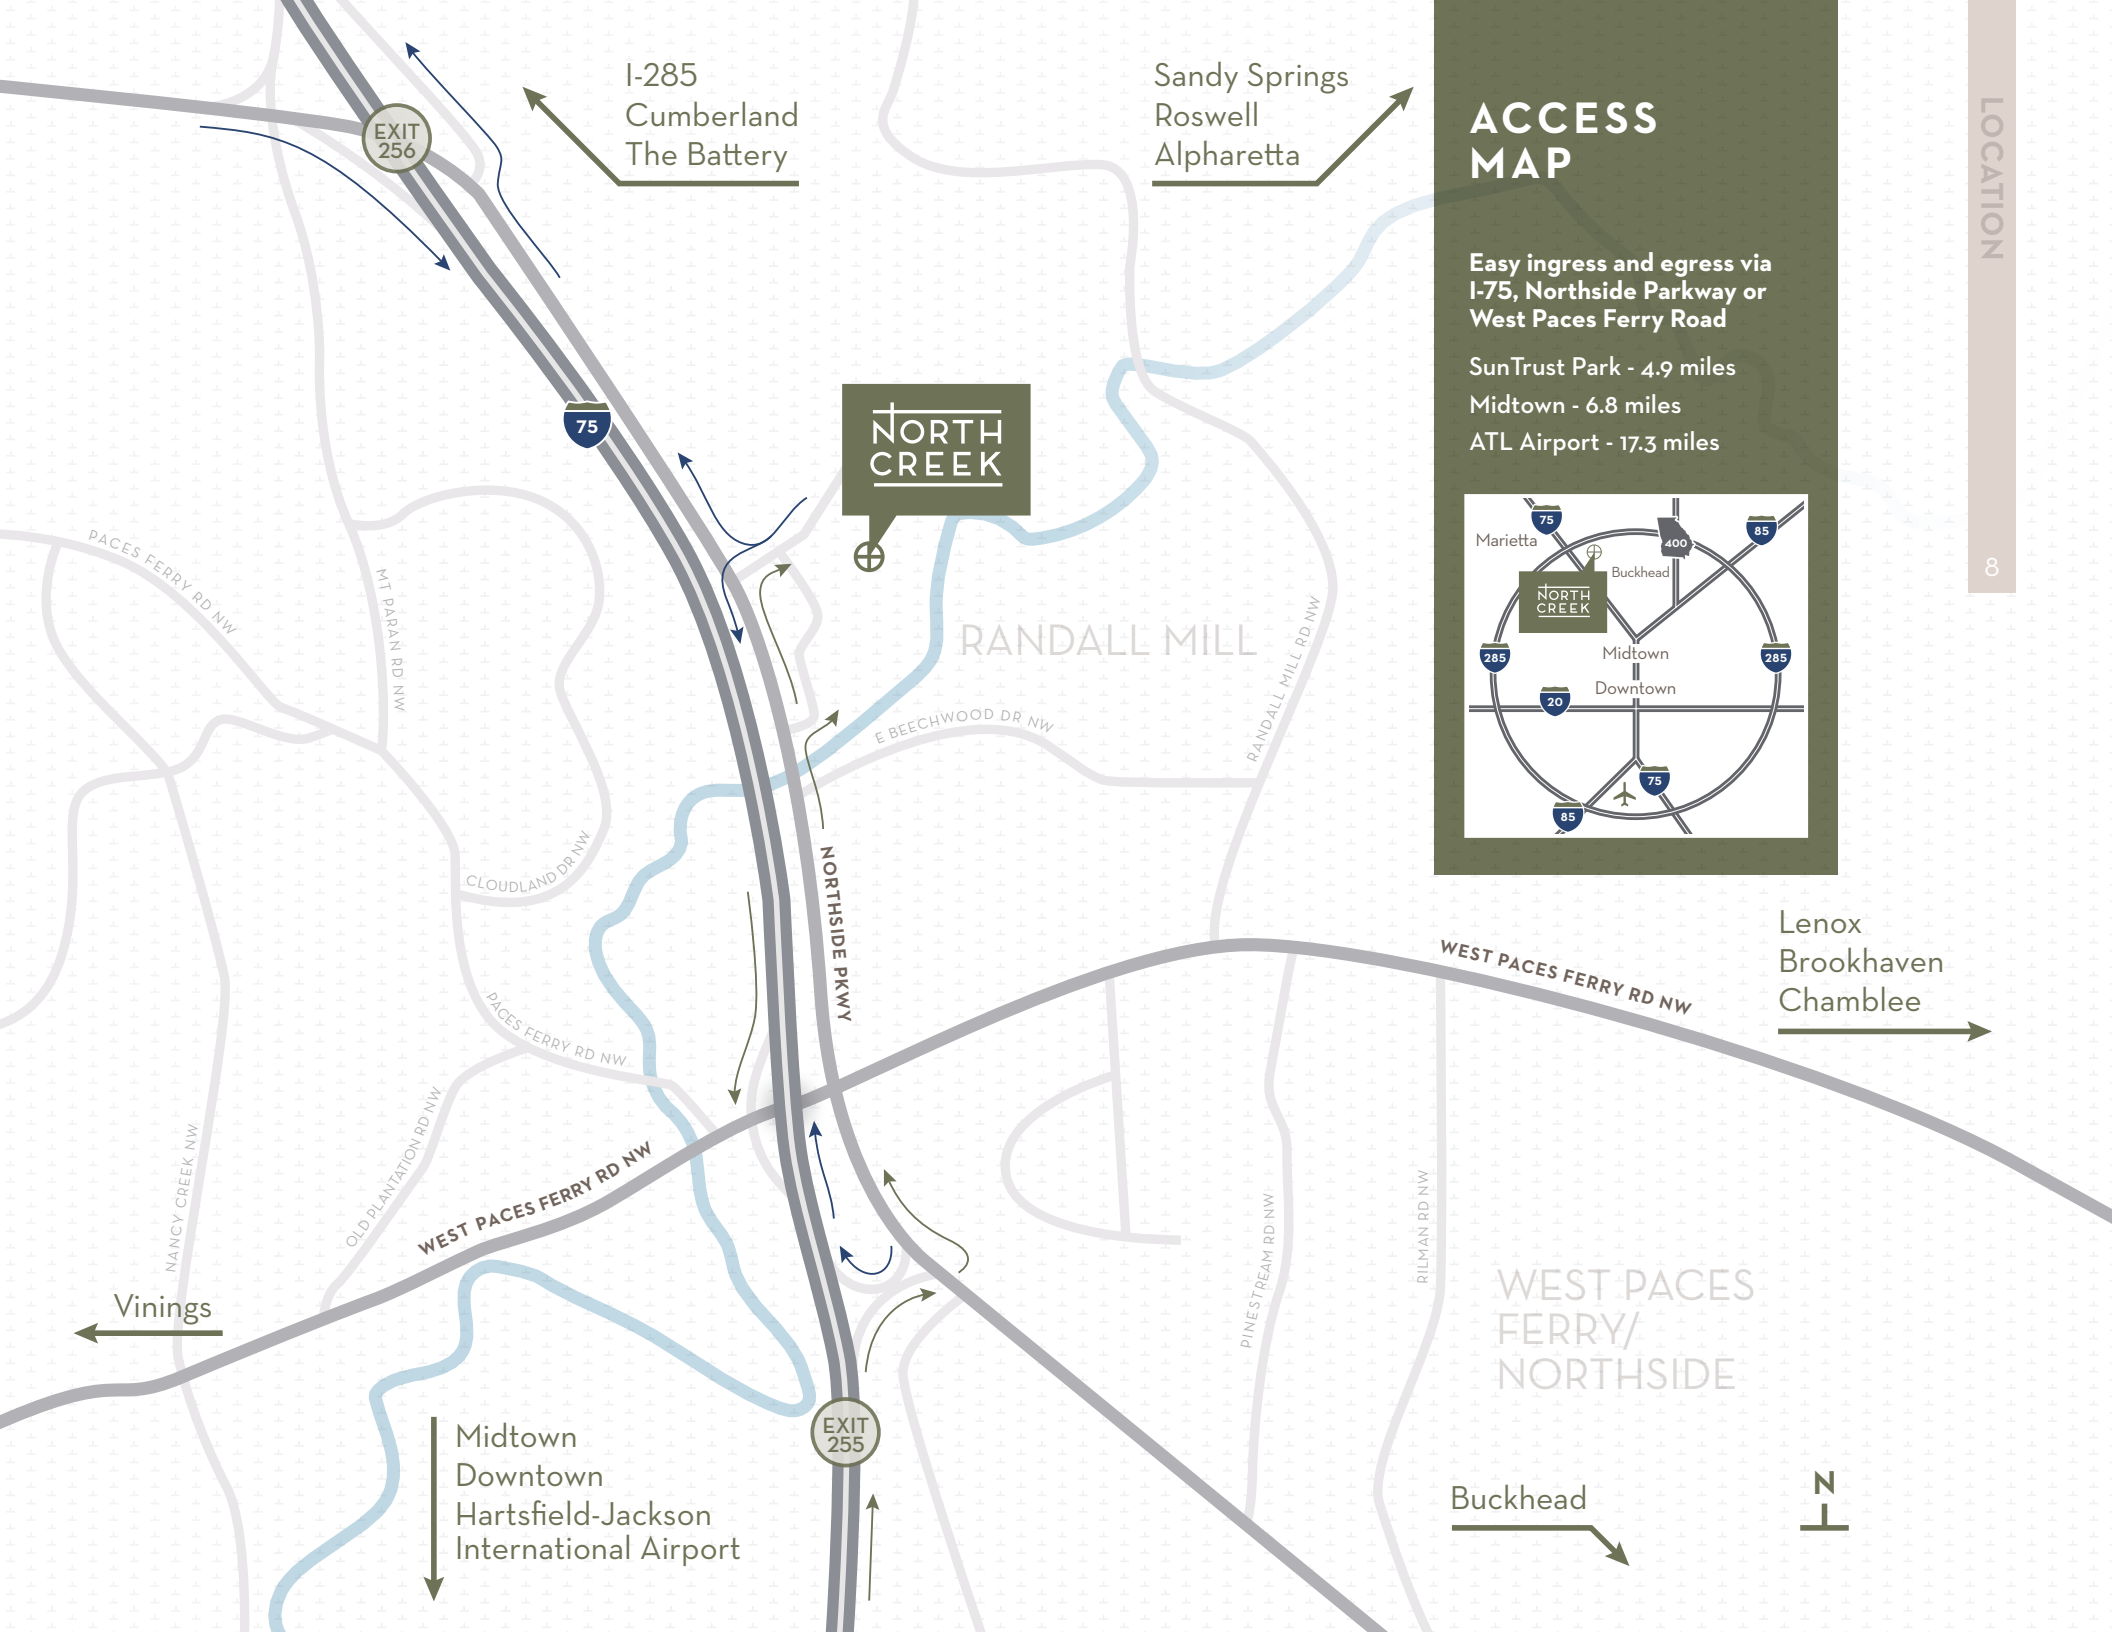 I-285
Cumberland
The Battery
Sandy Springs
Roswell
Alpharetta
ACCESS
MAP
Easy ingress and egress via
I-75, Northside Parkway or
West Paces Ferry Road
SunTrust Park - 4.9 miles
Midtown - 6.8 miles
ATL Airport - 17.3 miles
LOCATION
8
EXIT
256
75
NORTH
CREEK
75
85
400
Marietta
Buckhead
NORTH
CREEK
285
285
Midtown
Downtown
20
75
85
PACES FERRY RD NW
MT PARAN RD NW
RANDALL MILL
RANDALL MILL RD NW
E BEECHWOOD DR NW
CLOUDLAND DR NW
NORTHSIDE PKWY
PACES FERRY RD NW
WEST PACES FERRY RD NW
Lenox
Brookhaven
Chamblee
NANCY CREEK NW
OLD PLANTATION RD NW
WEST PACES FERRY RD NW
PINESTREAM RD NW
RILMAN RD NW
WEST PACES
FERRY/
NORTHSIDE
Vinings
EXIT
255
Midtown
Downtown
Hartsfield-Jackson
International Airport
Buckhead
N